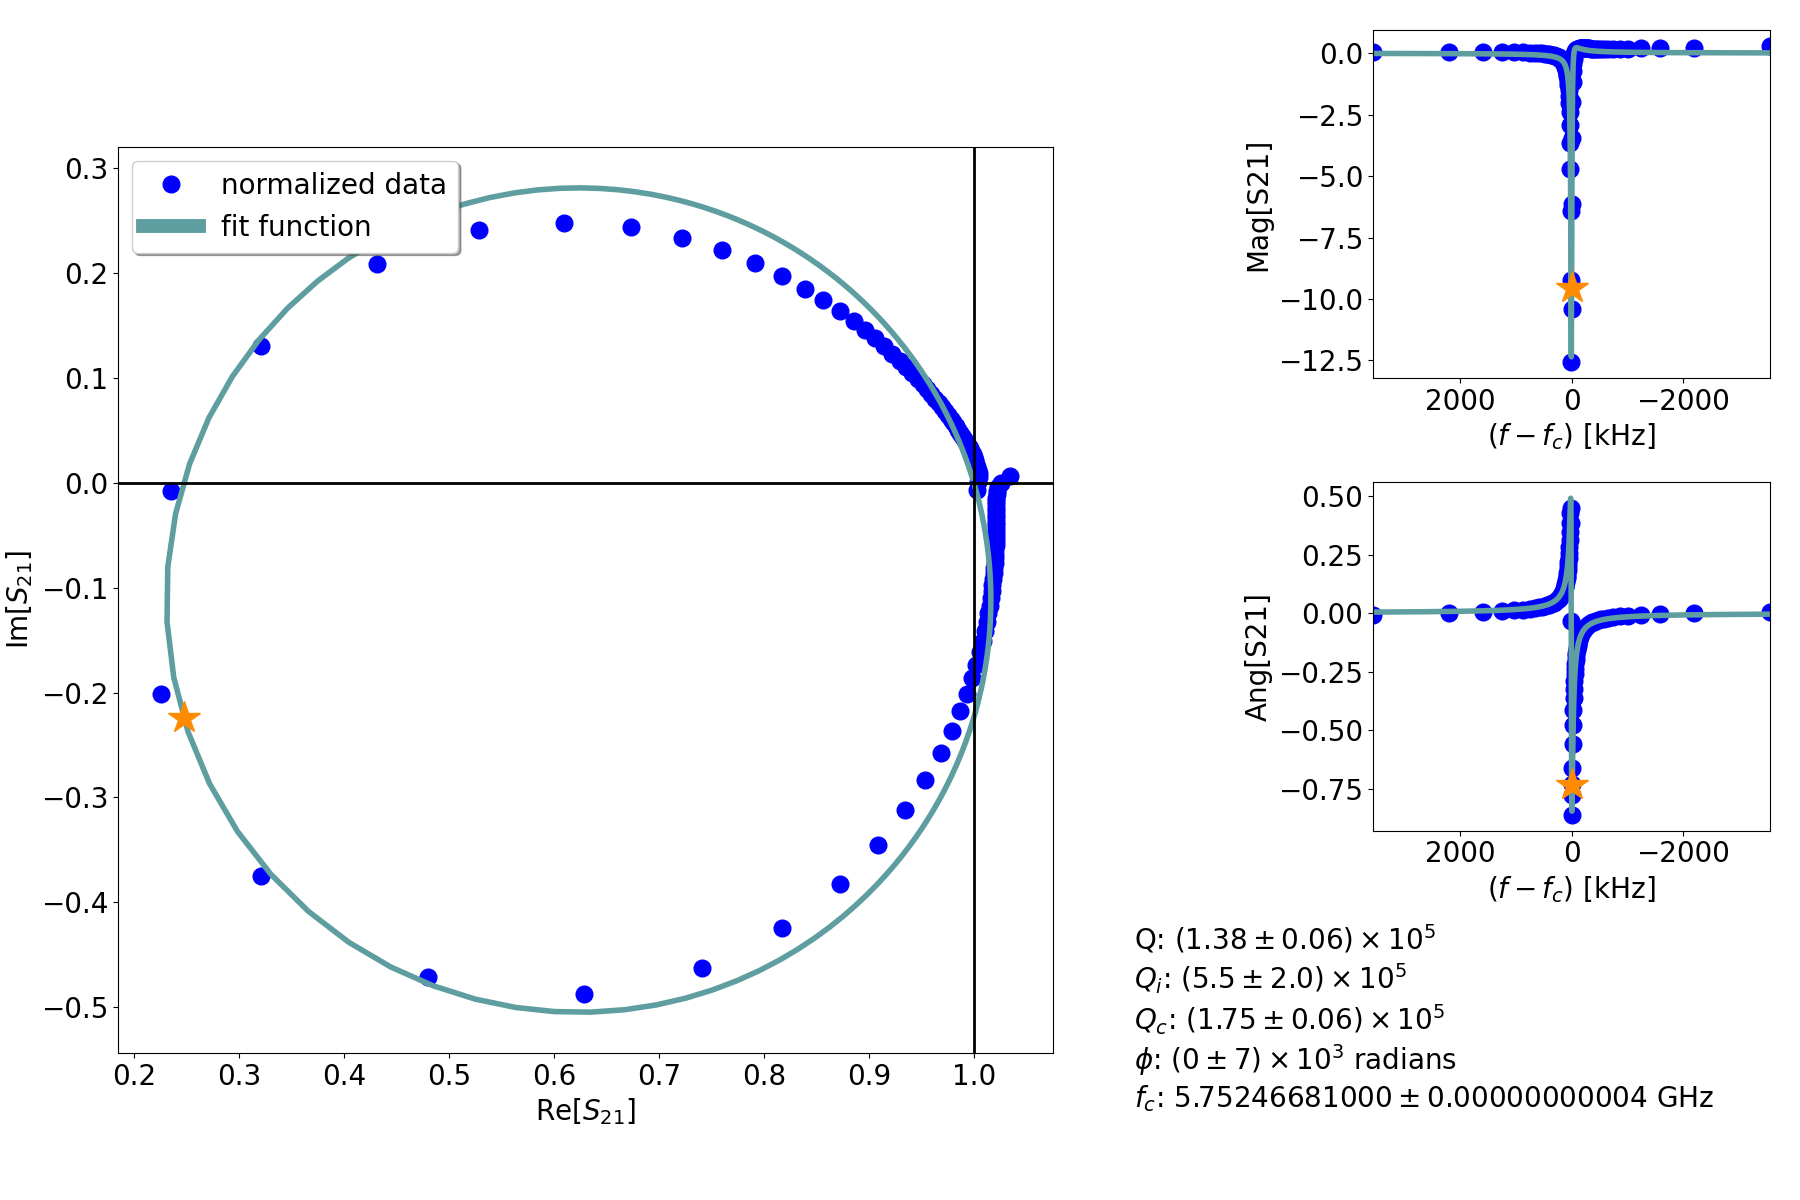 0.3
0.2
0.1
0.0
−0.1
−0.2
−0.3
−0.4
−0.5
Im[S21]
normalized data
fit function
0.2 0.3 0.4 0.5 0.6 0.7 0.8 0.9 1.0
Re[S21]
0.0
−2.5
−5.0
−7.5
−10.0
−12.5
Mag[S21]
2000 0 −2000
(f − fc) [kHz]
0.50
0.25
0.00
−0.25
−0.50
−0.75
Ang[S21]
2000 0 −2000
(f − fc) [kHz]
Q: (1.38 ± 0.06) × 10^5
Qi: (5.5 ± 2.0) × 10^5
Qc: (1.75 ± 0.06) × 10^5
ϕ: (0 ± 7) × 10^3 radians
fc: 5.75246681000 ± 0.00000000004 GHz